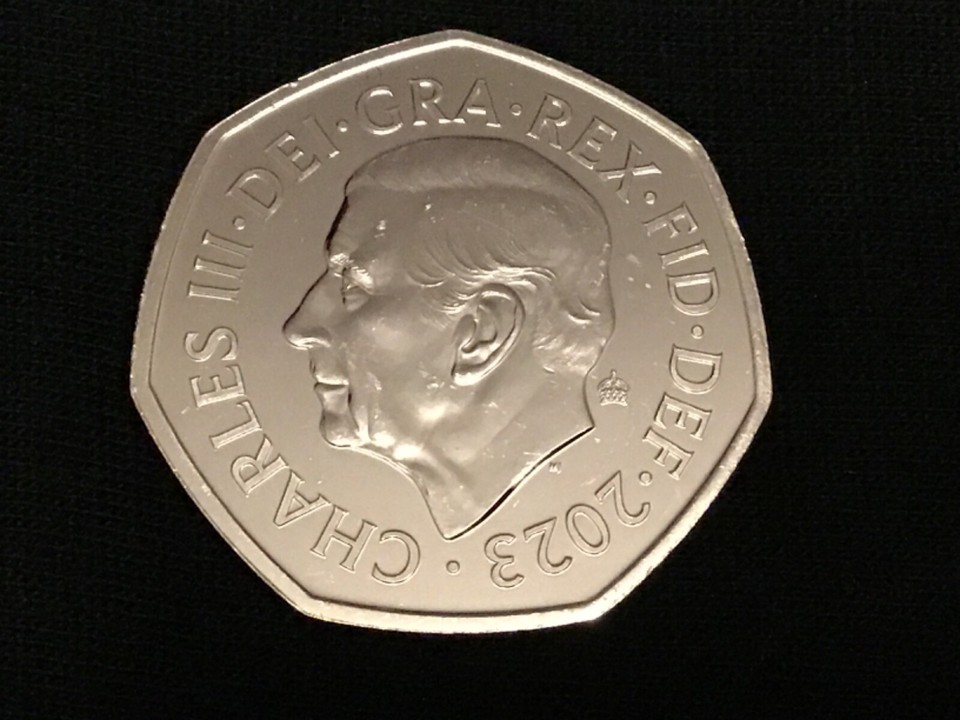 CHARLES III · DEI · GRA · REX · FID · DEF · 2023 ·